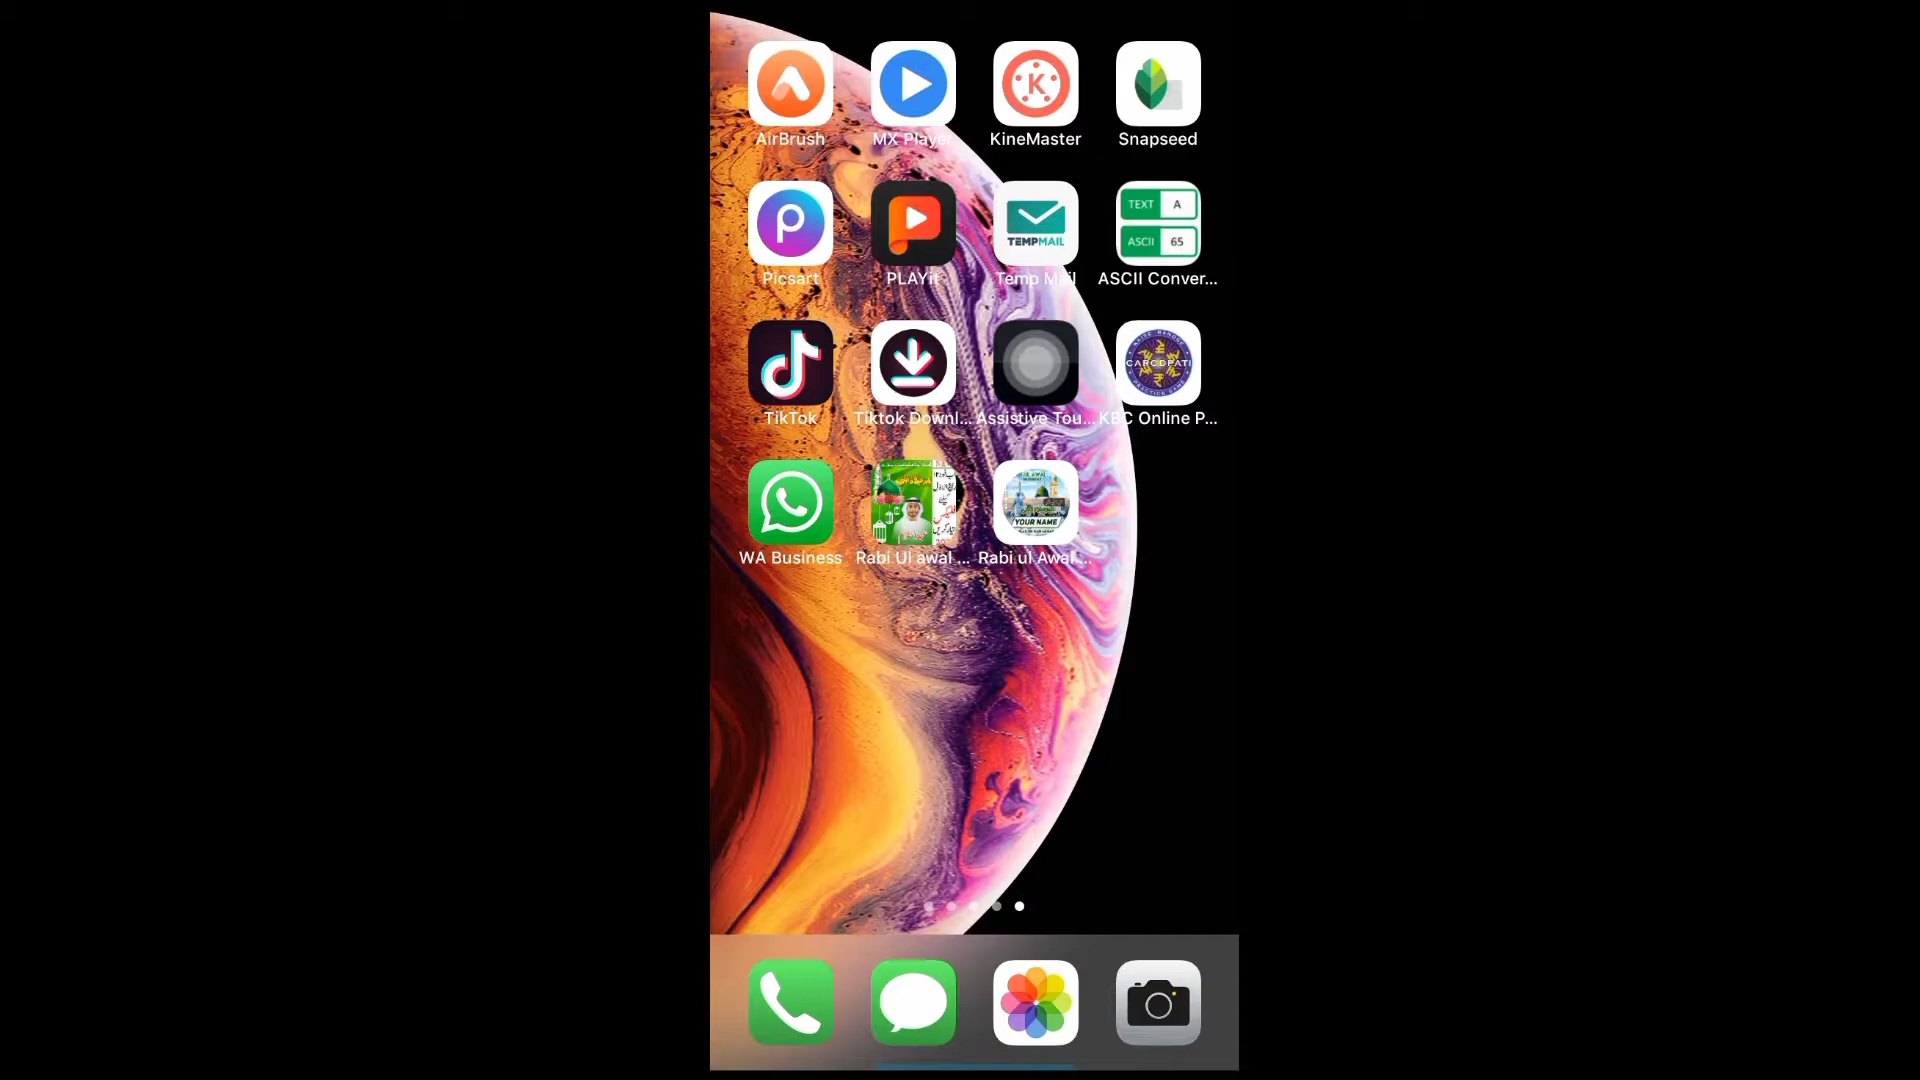 AirBrush
MX Player
KineMaster
Snapseed
TEXT A
ASCII 65
TEMPMAIL
Picsart
PLAYit
Temp Mail
ASCII Conver...
TikTok
Tiktok Downl...
Assistive Tou...
KBC Online P...
YOUR NAME
WA Business
Rabi Ul awal ...
Rabi ul Awal ...